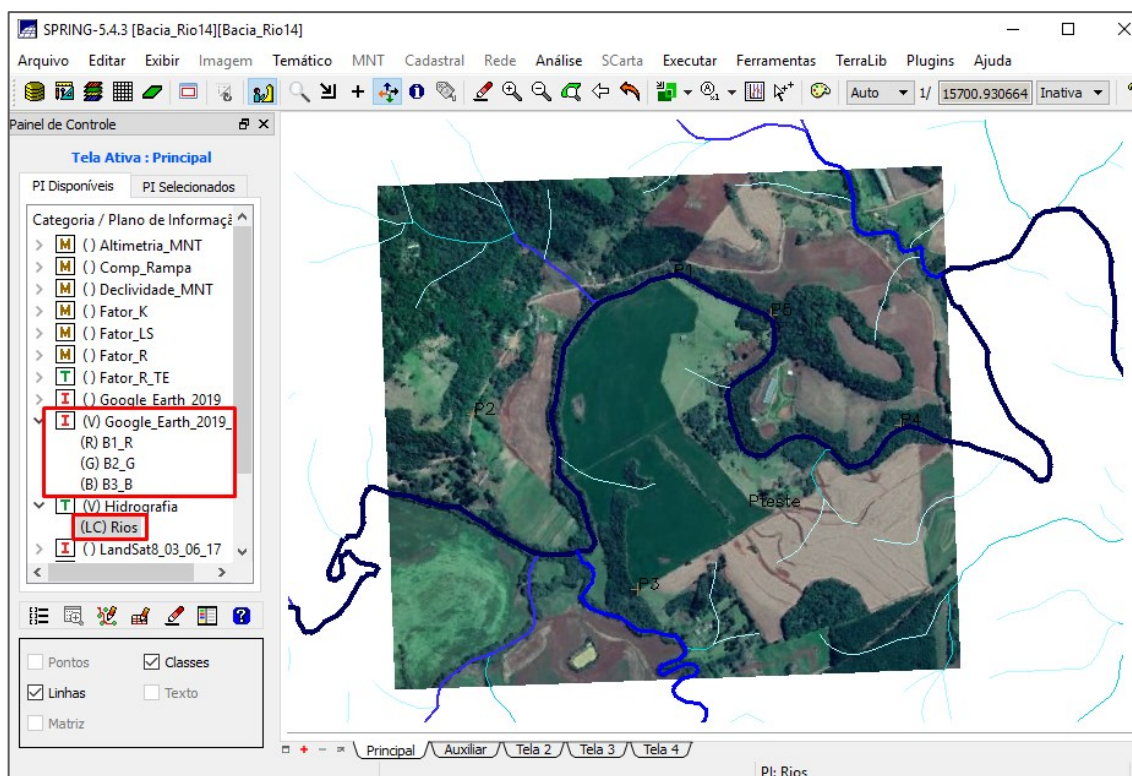 SPRING-5.4.3 [Bacia_Rio14][Bacia_Rio14]
Arquivo Editar Exibir Imagem Temático MNT Cadastral Rede Análise SCarta Executar Ferramentas TerraLib Plugins Ajuda
Auto 1/ 15700.930664 Inativa
Painel de Controle
Tela Ativa : Principal
PI Disponíveis PI Selecionados
Categoria / Plano de Informaç
M ( ) Altimetria_MNT
M ( ) Comp_Rampa
M ( ) Declividade_MNT
M ( ) Fator_K
M ( ) Fator_LS
M ( ) Fator_R
T ( ) Fator_R_TE
I ( ) Google_Earth_2019
I (V) Google_Earth_2019_
(R) B1_R
(G) B2_G
(B) B3_B
T (V) Hidrografia
(LC) Rios
I ( ) LandSat8_03_06_17
Pontos Classes
Linhas Texto
Matriz
P1
P5
P2
P4
Pteste
P3
Principal Auxiliar Tela 2 Tela 3 Tela 4
PI: Rios